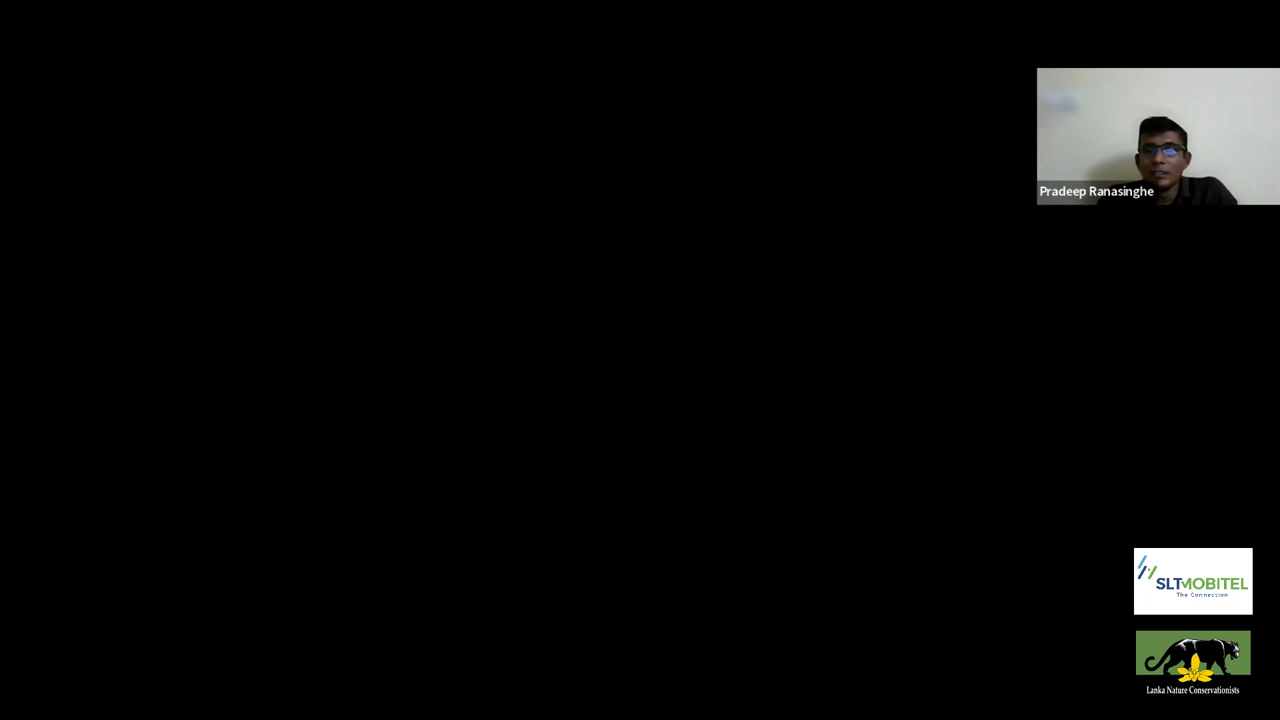 Pradeep Ranasinghe
SLTMOBITEL
The Connection
Lanka Nature Conservationists